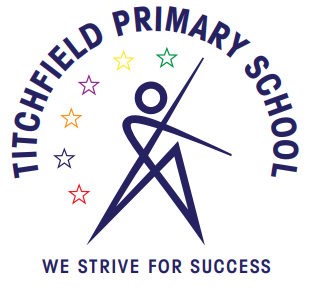 TITCHFIELD PRIMARY SCHOOL
WE STRIVE FOR SUCCESS